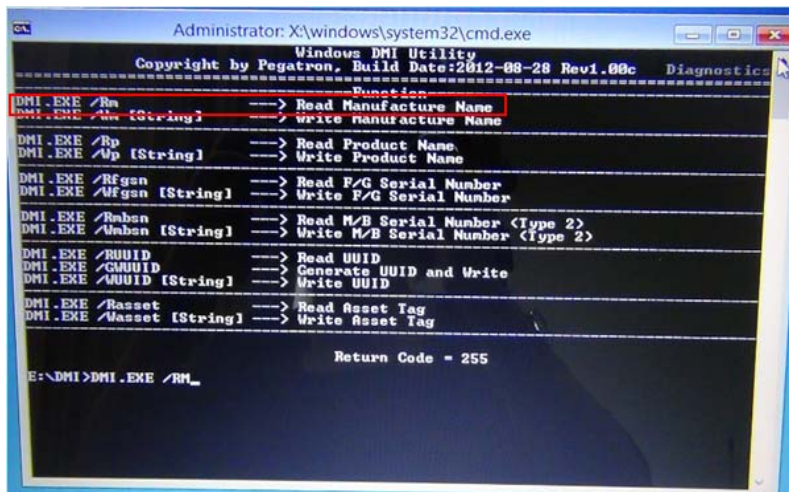 Administrator: X:\windows\system32\cmd.exe
Windows DMI Utility
Copyright by Pegatron, Build Date:2012-08-28 Rev1.00c Diagnostics
Function
DMI.EXE /Rm ---> Read Manufacture Name
DMI.EXE /Wm [String] ---> Write Manufacture Name
DMI.EXE /Rp ---> Read Product Name
DMI.EXE /Wp [String] ---> Write Product Name
DMI.EXE /Rfgsn ---> Read F/G Serial Number
DMI.EXE /Wfgsn [String] ---> Write F/G Serial Number
DMI.EXE /Rmbsn ---> Read M/B Serial Number <Type 2>
DMI.EXE /Wmbsn [String] ---> Write M/B Serial Number <Type 2>
DMI.EXE /RUUID ---> Read UUID
DMI.EXE /GWUUID ---> Generate UUID and Write
DMI.EXE /WUUID [String] ---> Write UUID
DMI.EXE /Rasset ---> Read Asset Tag
DMI.EXE /Wasset [String] ---> Write Asset Tag
Return Code = 255
E:\DMI>DMI.EXE /RM_